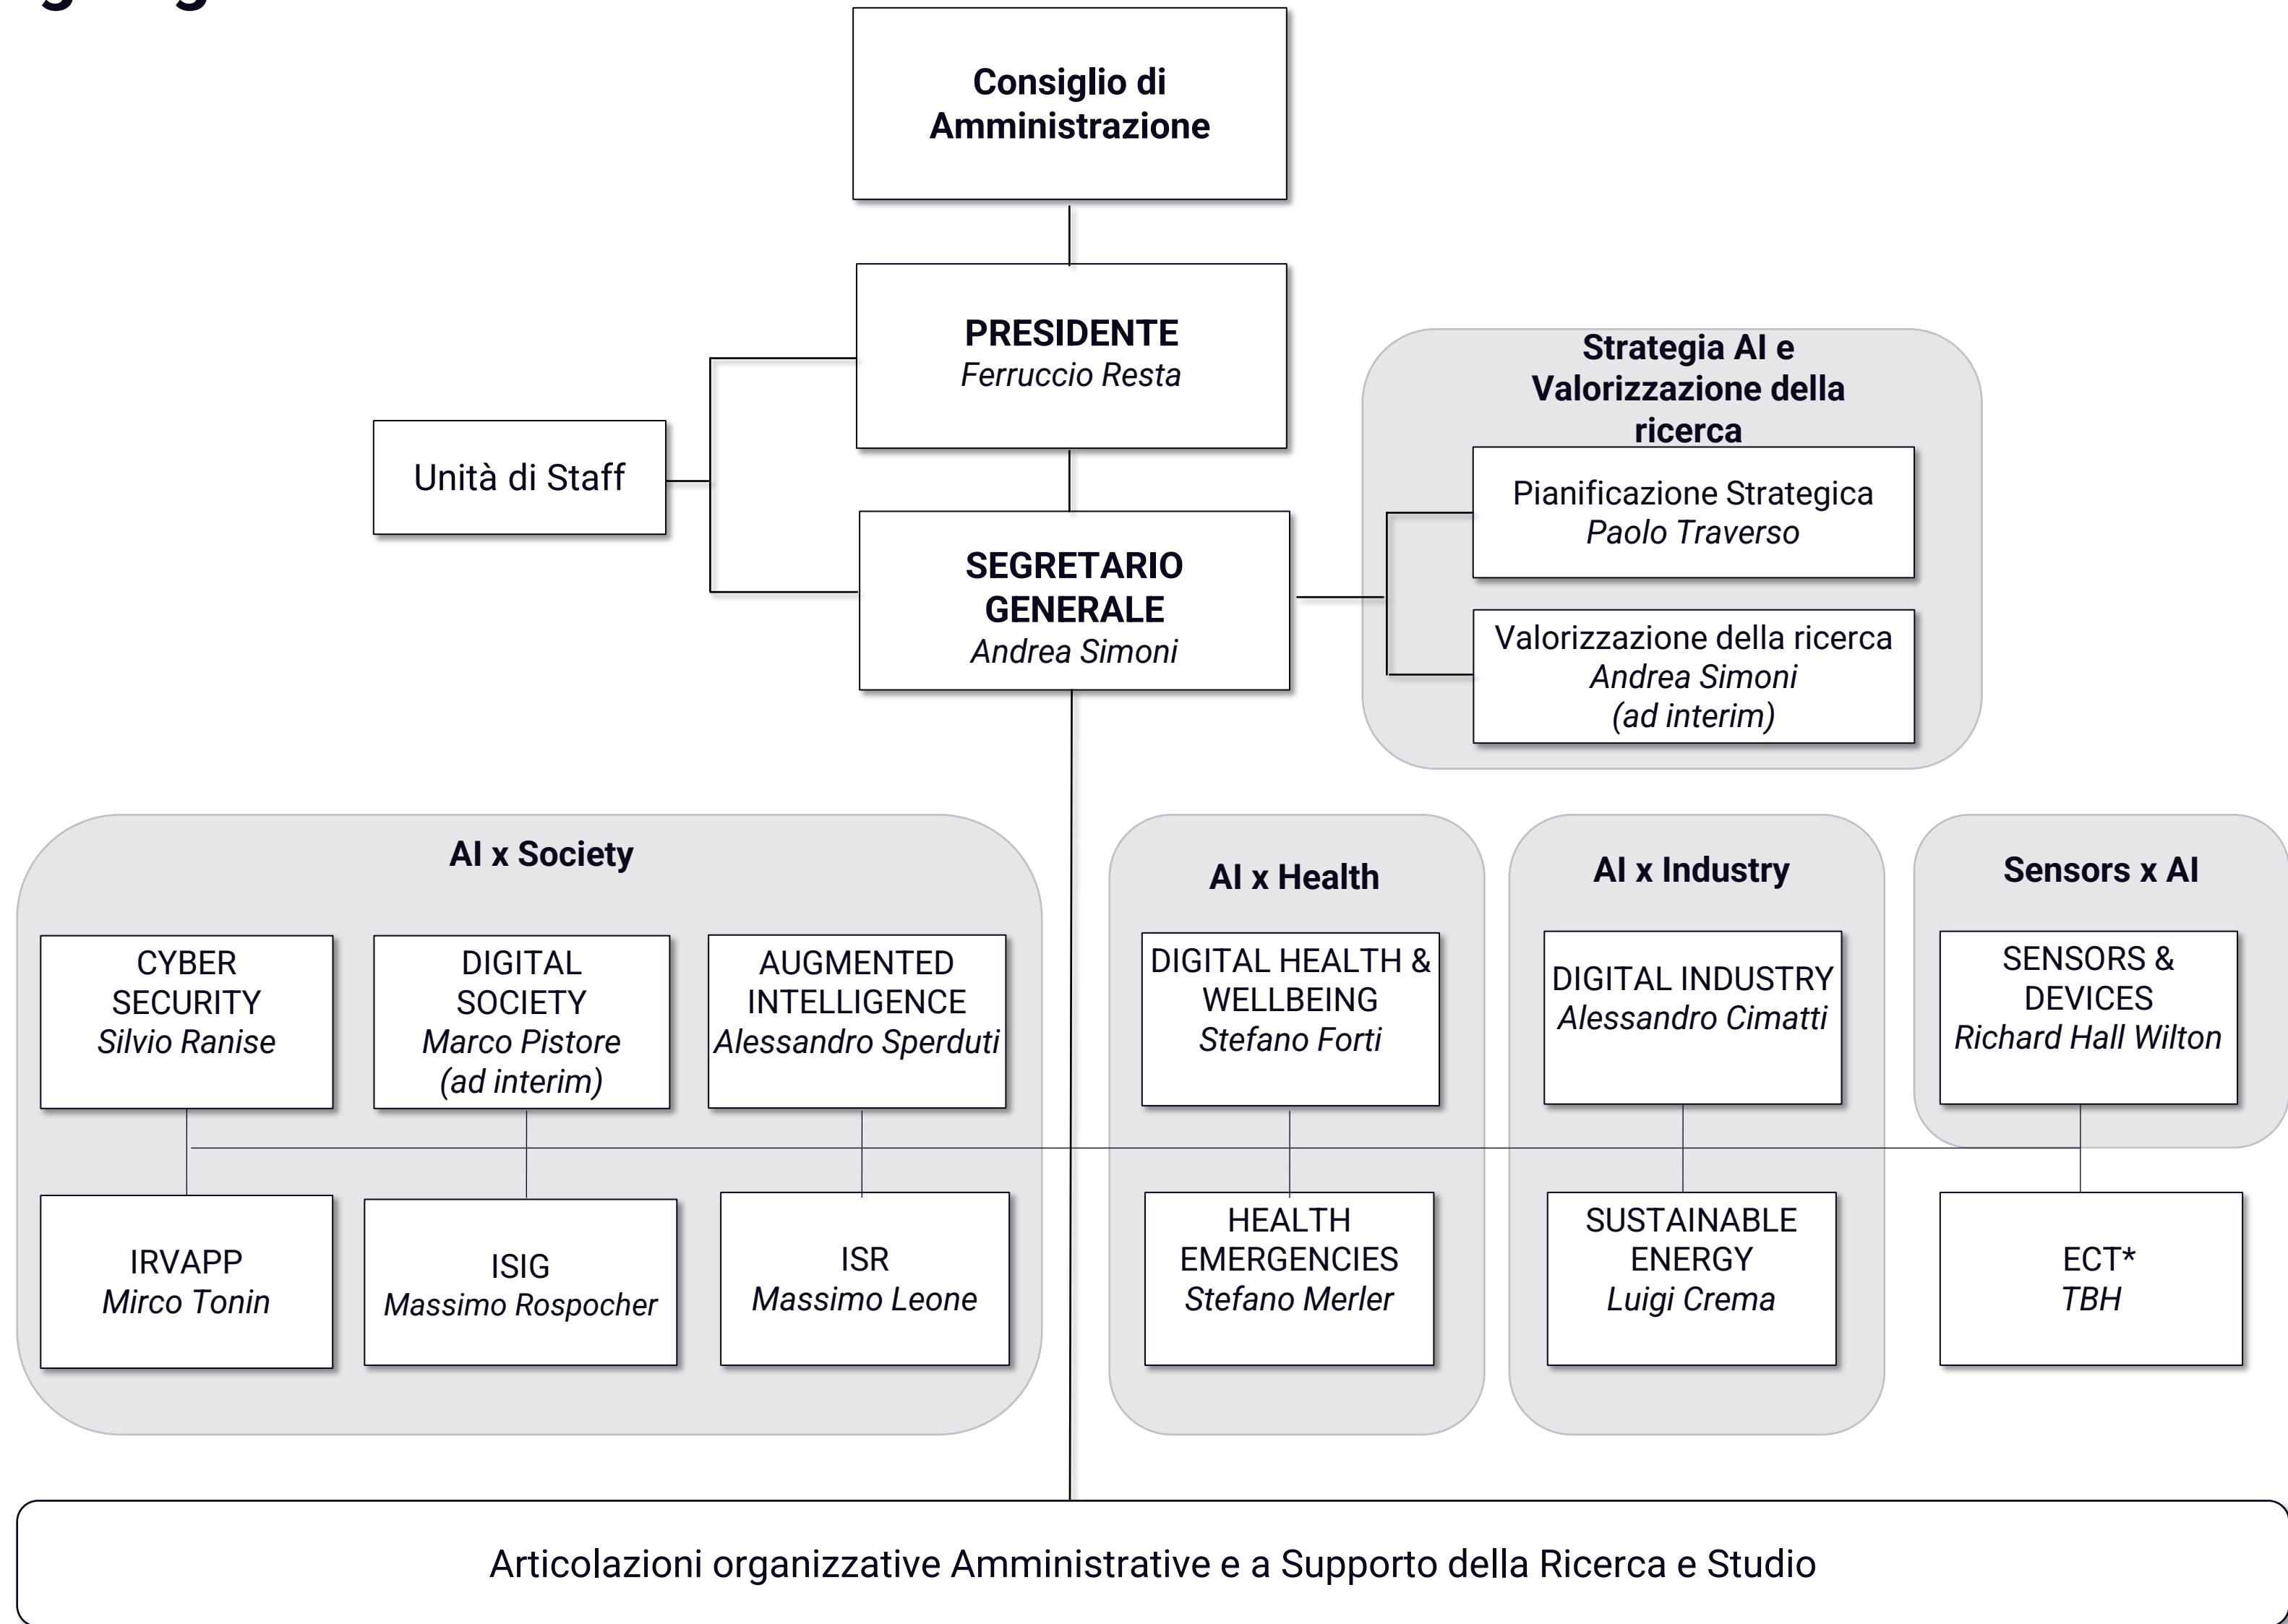 Consiglio di
Amministrazione
PRESIDENTE
Ferruccio Resta
Strategia AI e
Valorizzazione della
ricerca
Unità di Staff
Pianificazione Strategica
Paolo Traverso
SEGRETARIO
GENERALE
Andrea Simoni
Valorizzazione della ricerca
Andrea Simoni
(ad interim)
AI x Society
AI x Health
AI x Industry
Sensors x AI
CYBER
SECURITY
Silvio Ranise
DIGITAL
SOCIETY
Marco Pistore
(ad interim)
AUGMENTED
INTELLIGENCE
Alessandro Sperduti
DIGITAL HEALTH &
WELLBEING
Stefano Forti
DIGITAL INDUSTRY
Alessandro Cimatti
SENSORS &
DEVICES
Richard Hall Wilton
IRVAPP
Mirco Tonin
ISIG
Massimo Rospocher
ISR
Massimo Leone
HEALTH
EMERGENCIES
Stefano Merler
SUSTAINABLE
ENERGY
Luigi Crema
ECT*
TBH
Articolazioni organizzative Amministrative e a Supporto della Ricerca e Studio